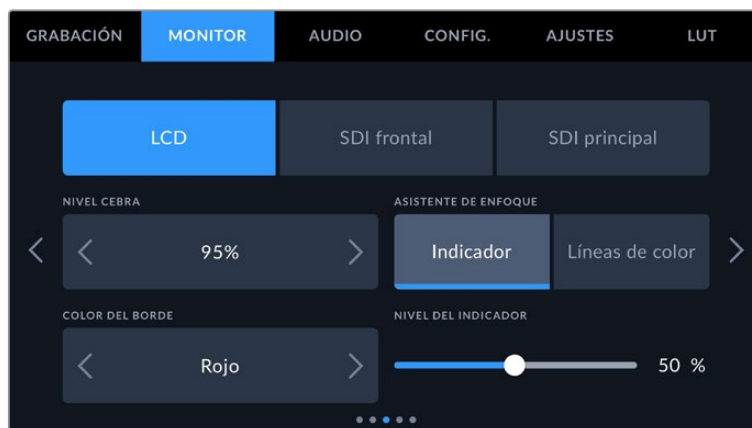 GRABACIÓN MONITOR AUDIO CONFIG. AJUSTES LUT
LCD SDI frontal SDI principal
NIVEL CEBRA ASISTENTE DE ENFOQUE
95% Indicador Líneas de color
COLOR DEL BORDE NIVEL DEL INDICADOR
Rojo 50 %